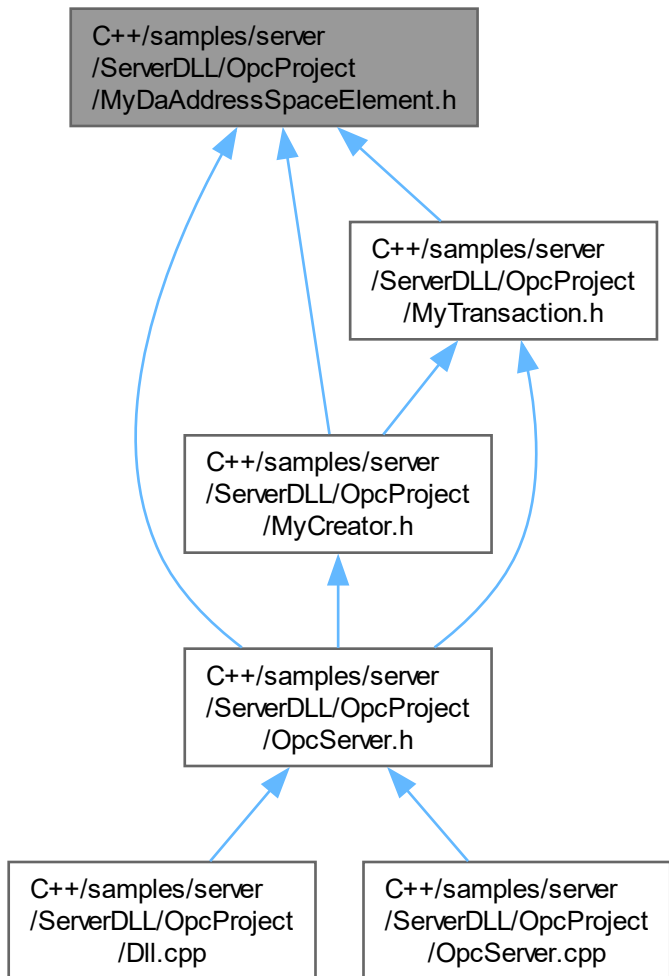 C++/samples/server
/ServerDLL/OpcProject
/MyDaAddressSpaceElement.h
C++/samples/server
/ServerDLL/OpcProject
/MyTransaction.h
C++/samples/server
/ServerDLL/OpcProject
/MyCreator.h
C++/samples/server
/ServerDLL/OpcProject
/OpcServer.h
C++/samples/server
/ServerDLL/OpcProject
/Dll.cpp
C++/samples/server
/ServerDLL/OpcProject
/OpcServer.cpp